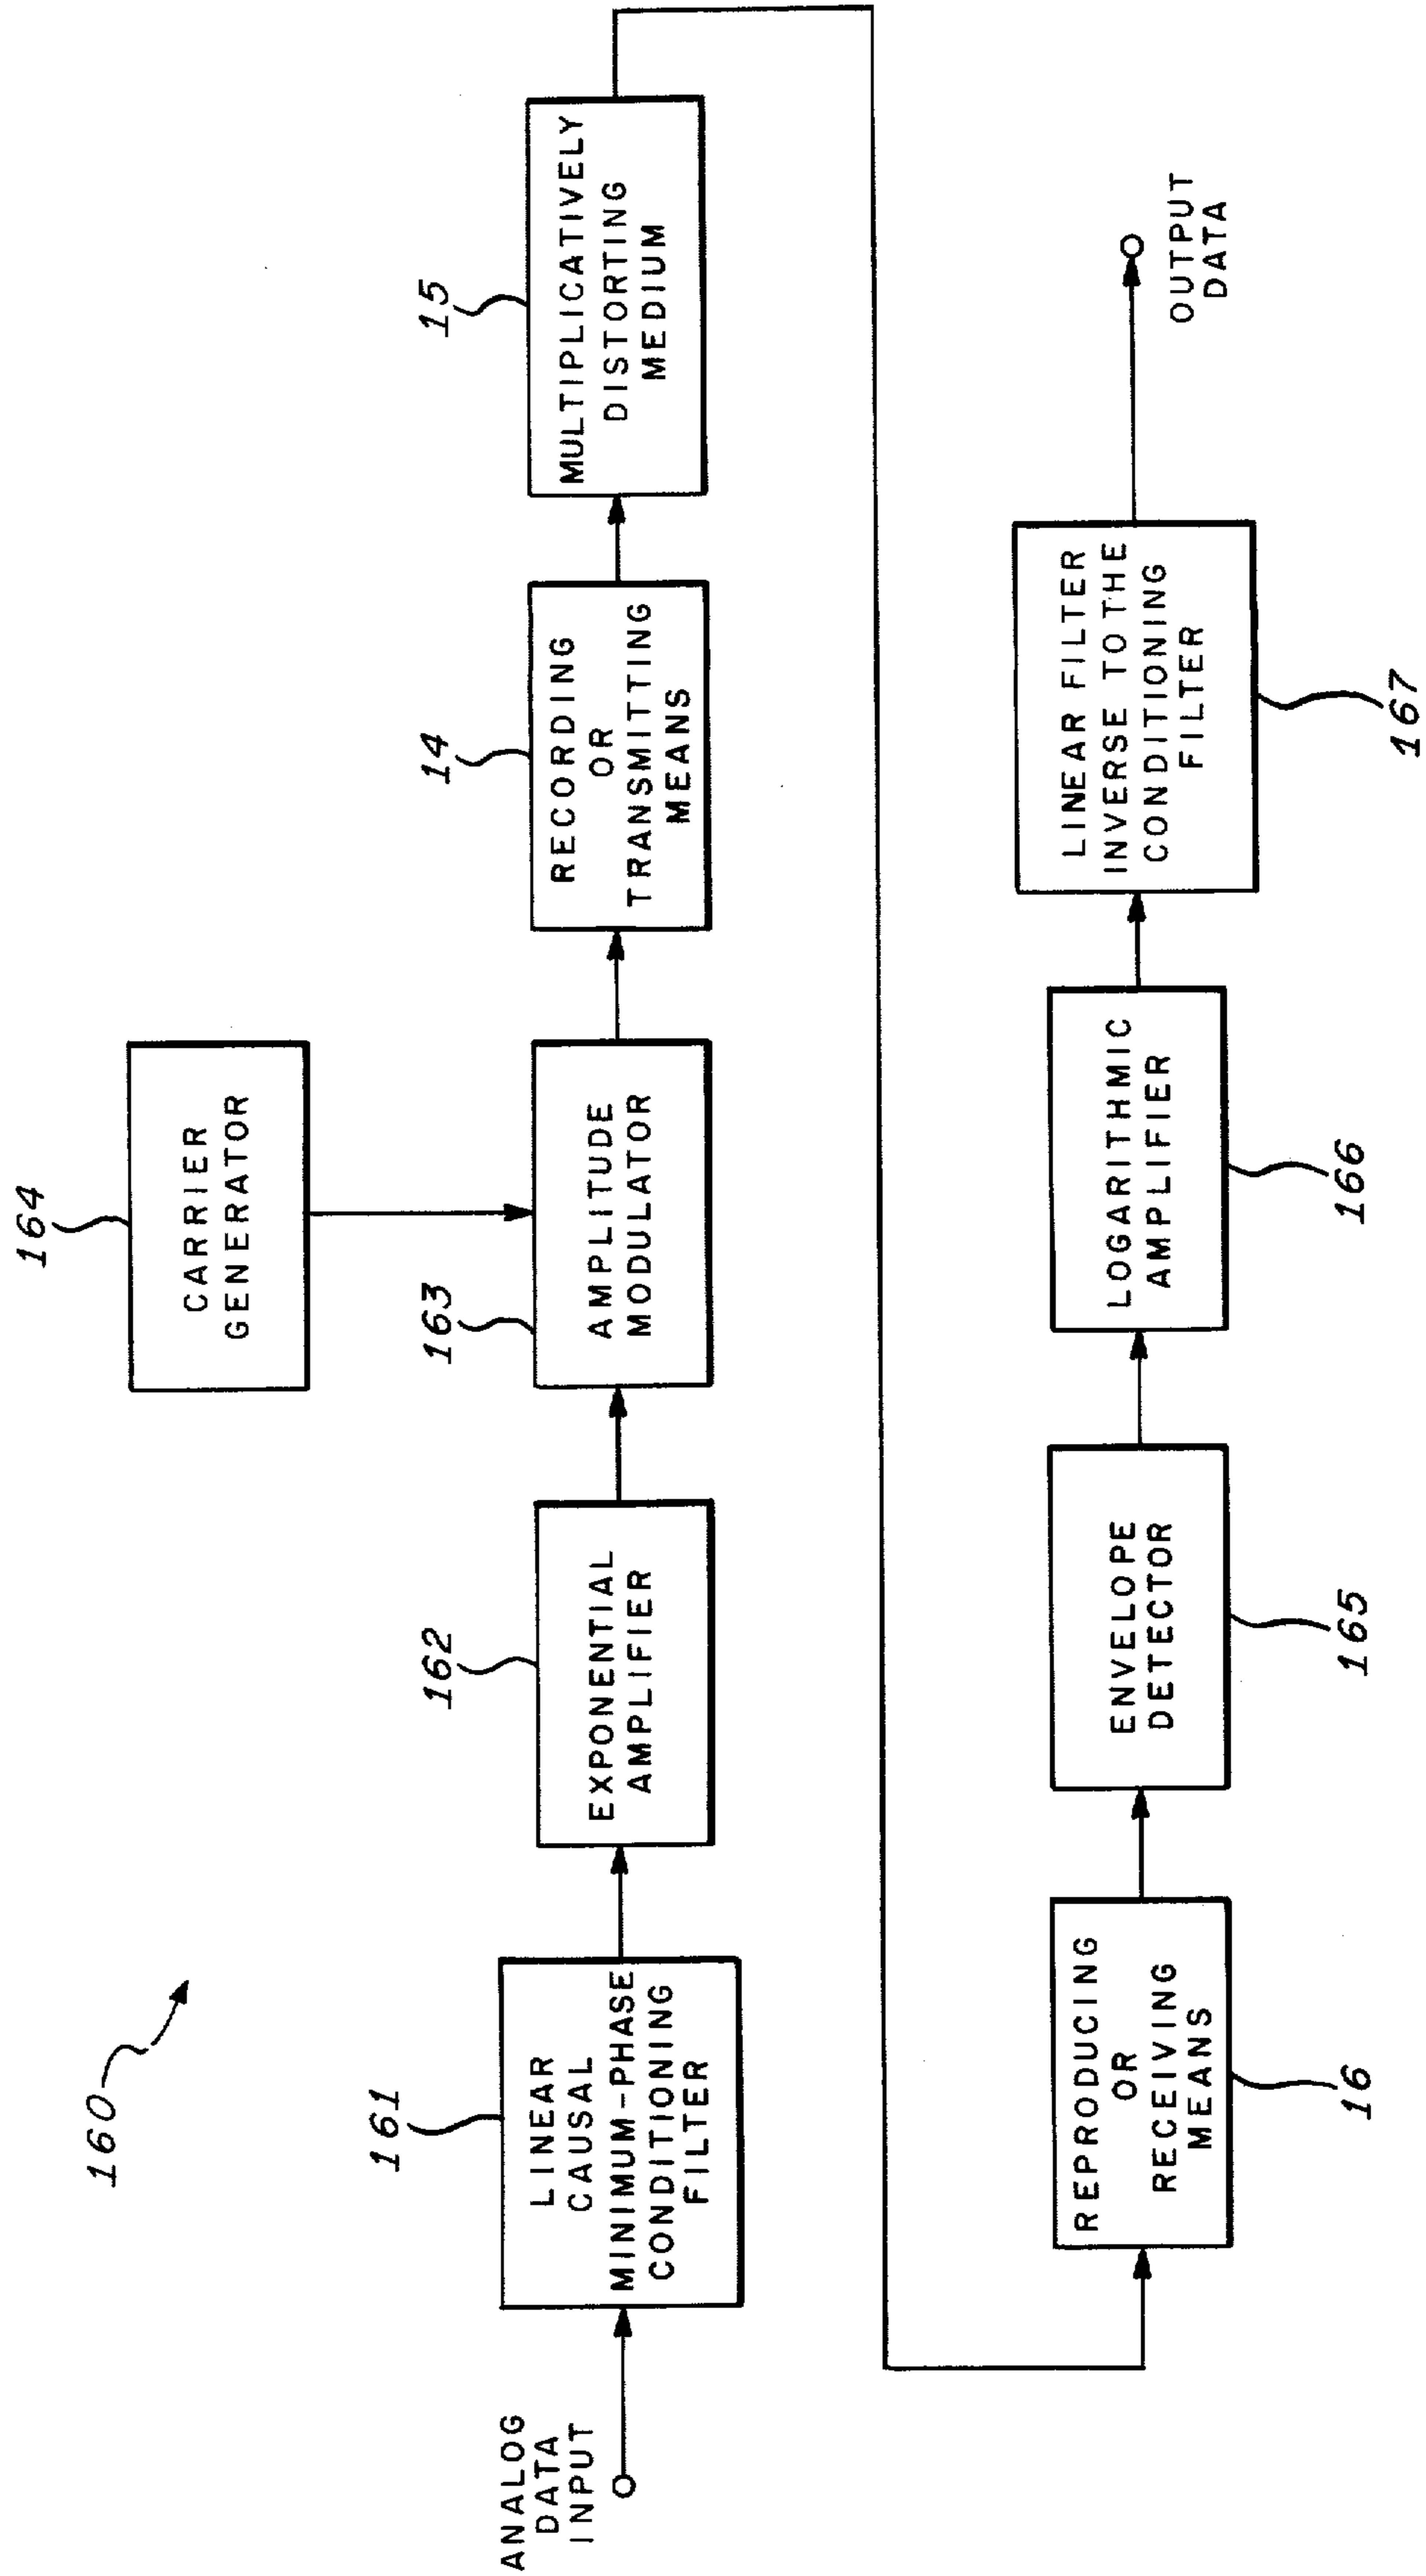 160
164
CARRIER
GENERATOR
161
LINEAR
CAUSAL
MINIMUM-PHASE
CONDITIONING
FILTER
162
EXPONENTIAL
AMPLIFIER
163
AMPLITUDE
MODULATOR
14
RECORDING
OR
TRANSMITTING
MEANS
15
MULTIPLICATIVELY
DISTORTING
MEDIUM
ANALOG
DATA
INPUT
REPRODUCING
OR
RECEIVING
MEANS
16
ENVELOPE
DETECTOR
165
LOGARITHMIC
AMPLIFIER
166
LINEAR FILTER
INVERSE TO THE
CONDITIONING
FILTER
167
OUTPUT
DATA